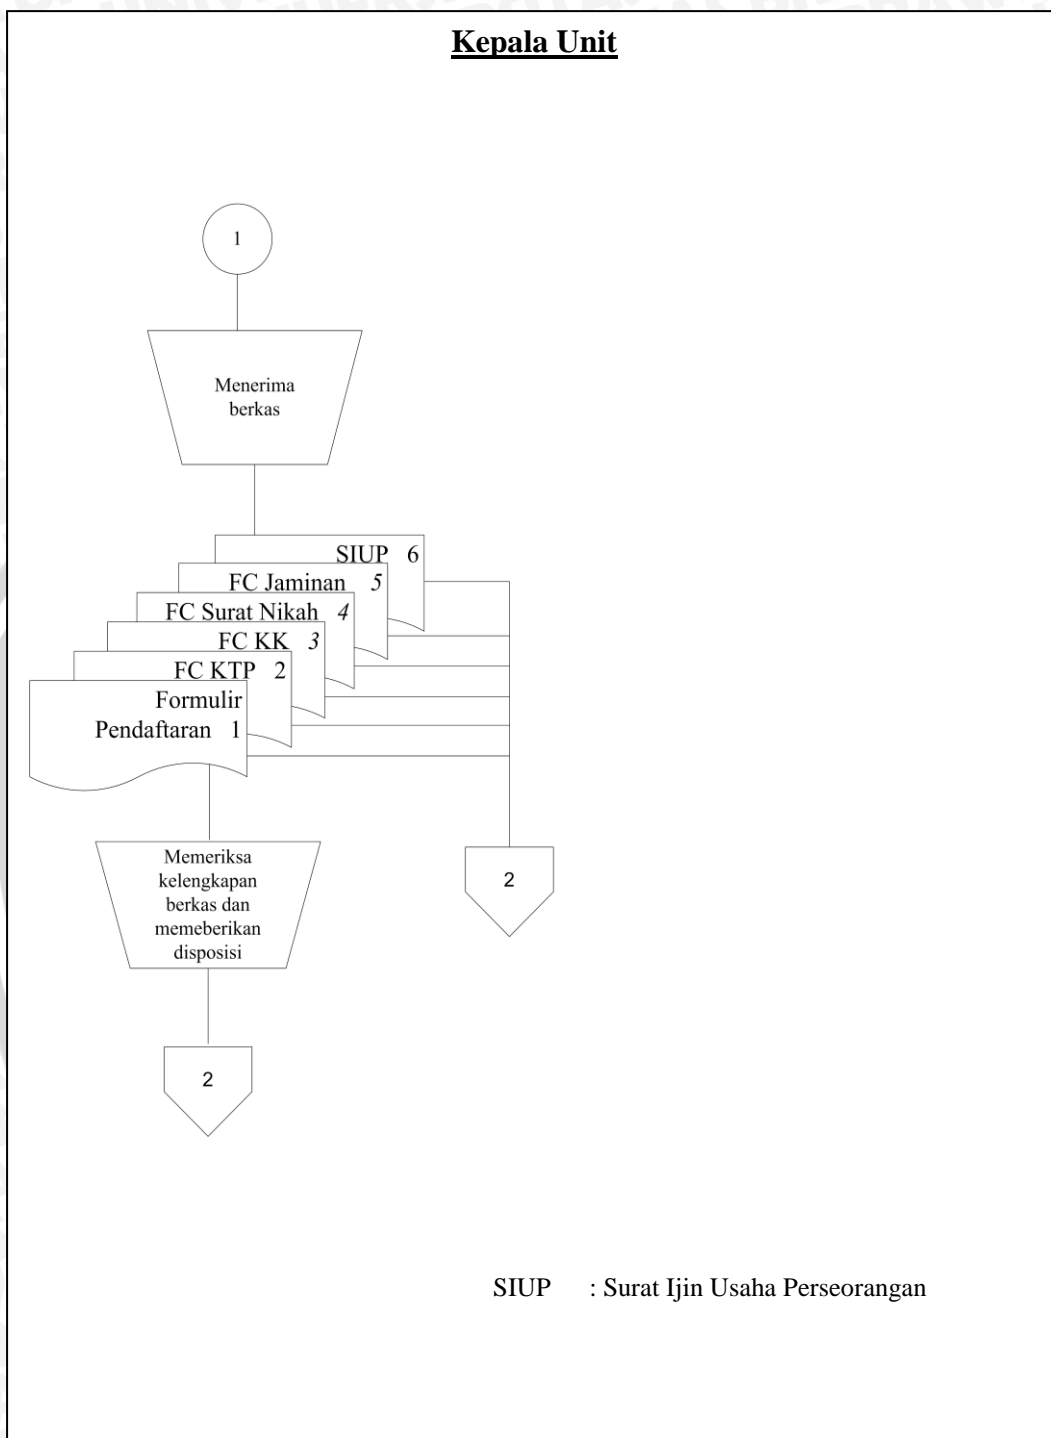 Kepala Unit
1
Menerima
berkas
SIUP 6
FC Jaminan 5
FC Surat Nikah 4
FC KK 3
FC KTP 2
Formulir
Pendaftaran 1
Memeriksa
kelengkapan
berkas dan
memeberikan
disposisi
2
2
SIUP : Surat Ijin Usaha Perseorangan